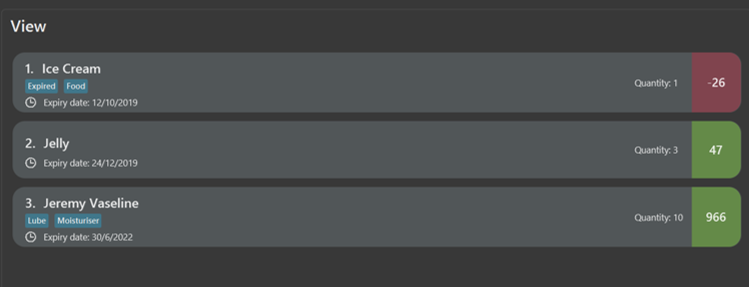 View
1. Ice Cream
Expired Food
Expiry date: 12/10/2019
Quantity: 1
-26
2. Jelly
Expiry date: 24/12/2019
Quantity: 3
47
3. Jeremy Vaseline
Lube Moisturiser
Expiry date: 30/6/2022
Quantity: 10
966